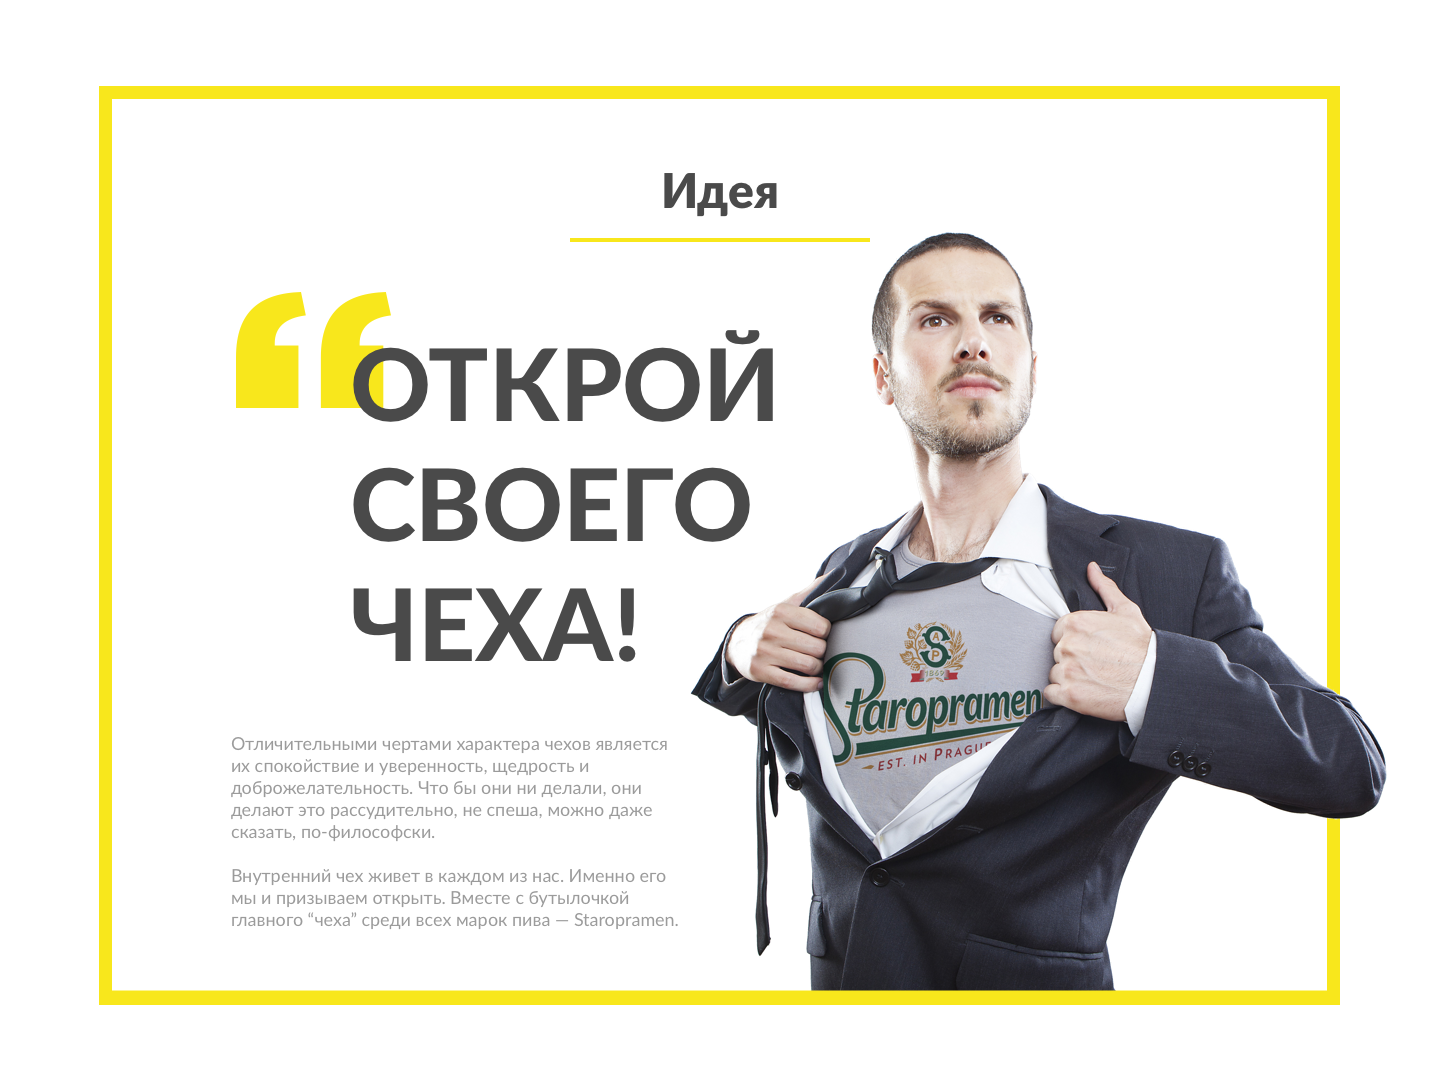 Идея
“ОТКРОЙ
СВОЕГО
ЧЕХА!
Отличительными чертами характера чехов является
их спокойствие и уверенность, щедрость и
доброжелательность. Что бы они ни делали, они
делают это рассудительно, не спеша, можно даже
сказать, по-философски.
Внутренний чех живет в каждом из нас. Именно его
мы и призываем открыть. Вместе с бутылочкой
главного “чеха” среди всех марок пива — Staropramen.
S
A
P
1869
Staropramen
EST. IN PRAGUE